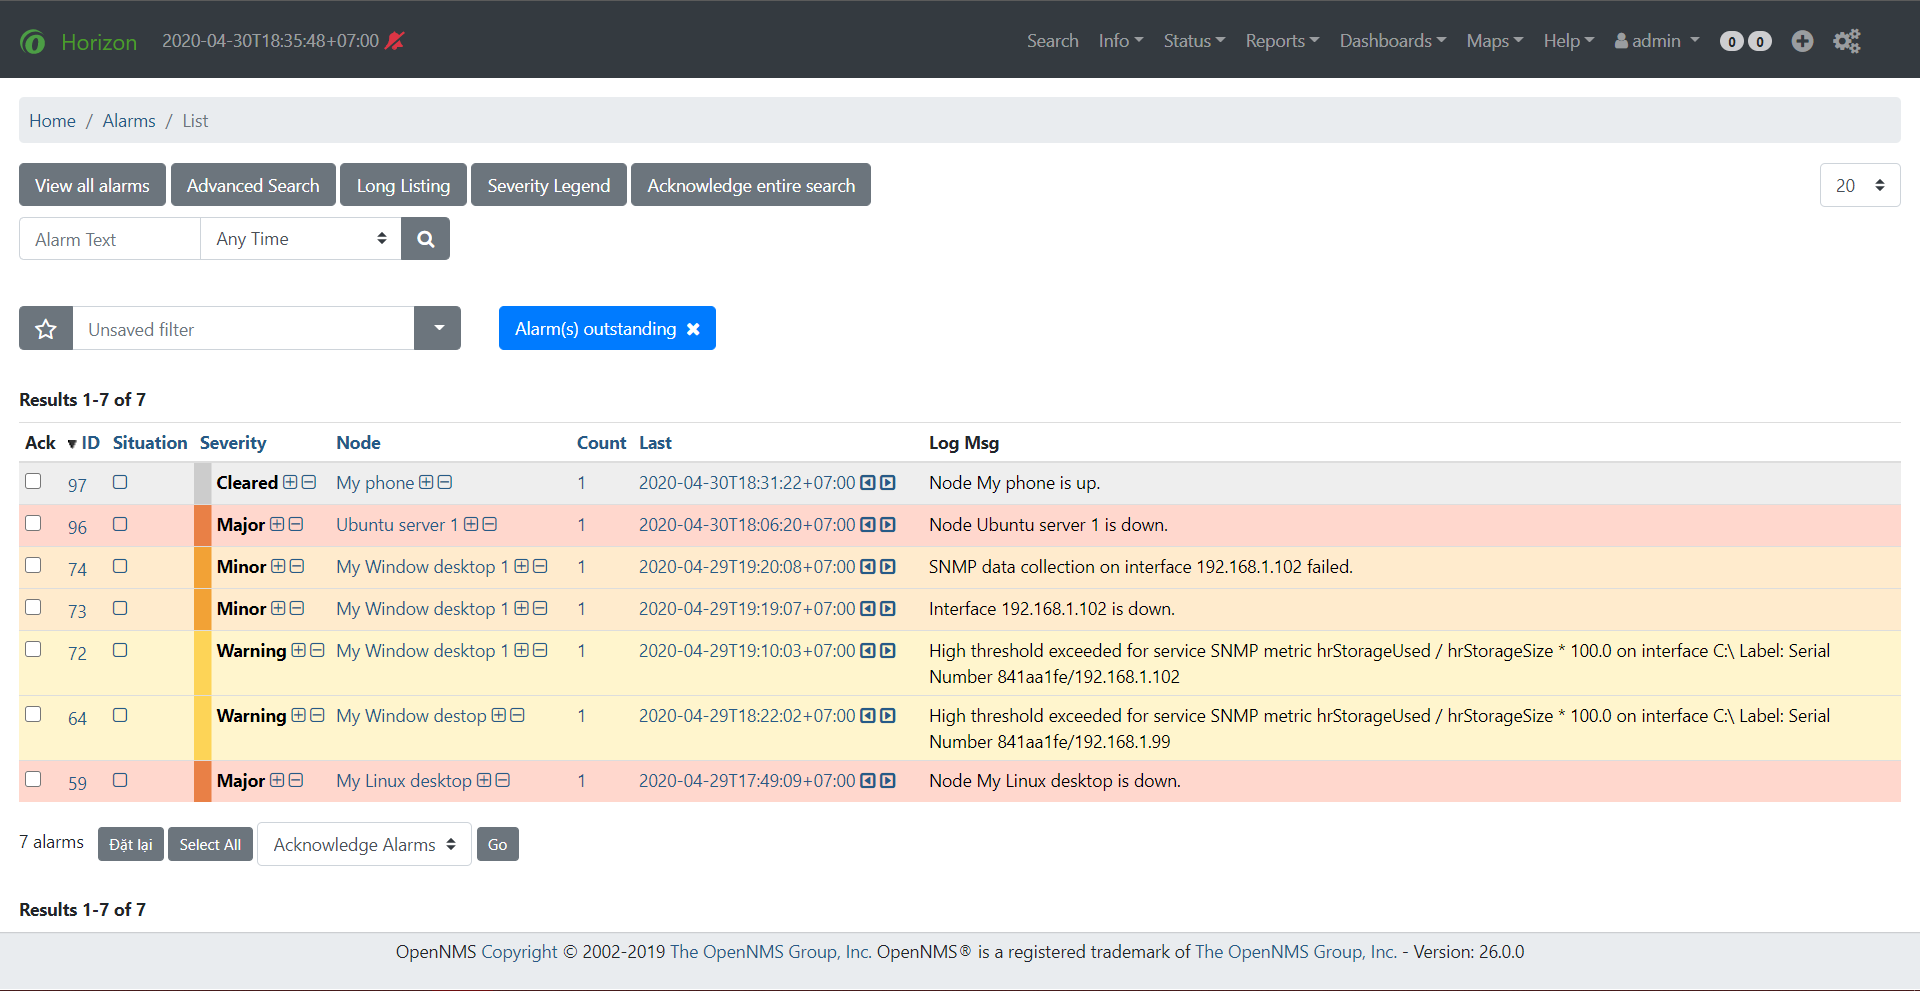 Horizon 2020-04-30T18:35:48+07:00 Search Info Status Reports Dashboards Maps Help admin 0 0
Home / Alarms / List
View all alarms Advanced Search Long Listing Severity Legend Acknowledge entire search 20
Alarm Text Any Time
Unsaved filter Alarm(s) outstanding
Results 1-7 of 7
Ack ID Situation Severity Node Count Last Log Msg
97 Cleared My phone 1 2020-04-30T18:31:22+07:00 Node My phone is up.
96 Major Ubuntu server 1 1 2020-04-30T18:06:20+07:00 Node Ubuntu server 1 is down.
74 Minor My Window desktop 1 1 2020-04-29T19:20:08+07:00 SNMP data collection on interface 192.168.1.102 failed.
73 Minor My Window desktop 1 1 2020-04-29T19:19:07+07:00 Interface 192.168.1.102 is down.
72 Warning My Window desktop 1 1 2020-04-29T19:10:03+07:00 High threshold exceeded for service SNMP metric hrStorageUsed / hrStorageSize * 100.0 on interface C:\ Label: Serial
Number 841aa1fe/192.168.1.102
64 Warning My Window destop 1 2020-04-29T18:22:02+07:00 High threshold exceeded for service SNMP metric hrStorageUsed / hrStorageSize * 100.0 on interface C:\ Label: Serial
Number 841aa1fe/192.168.1.99
59 Major My Linux desktop 1 2020-04-29T17:49:09+07:00 Node My Linux desktop is down.
7 alarms Đặt lại Select All Acknowledge Alarms Go
Results 1-7 of 7
OpenNMS Copyright © 2002-2019 The OpenNMS Group, Inc. OpenNMS® is a registered trademark of The OpenNMS Group, Inc. - Version: 26.0.0